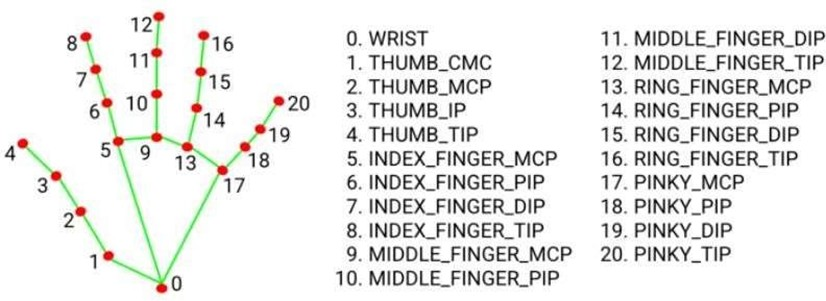 12
8
16
11
7
15
10
6
14
20
19
5
9
13
18
4
17
3
2
1
0
0. WRIST
1. THUMB_CMC
2. THUMB_MCP
3. THUMB_IP
4. THUMB_TIP
5. INDEX_FINGER_MCP
6. INDEX_FINGER_PIP
7. INDEX_FINGER_DIP
8. INDEX_FINGER_TIP
9. MIDDLE_FINGER_MCP
10. MIDDLE_FINGER_PIP
11. MIDDLE_FINGER_DIP
12. MIDDLE_FINGER_TIP
13. RING_FINGER_MCP
14. RING_FINGER_PIP
15. RING_FINGER_DIP
16. RING_FINGER_TIP
17. PINKY_MCP
18. PINKY_PIP
19. PINKY_DIP
20. PINKY_TIP